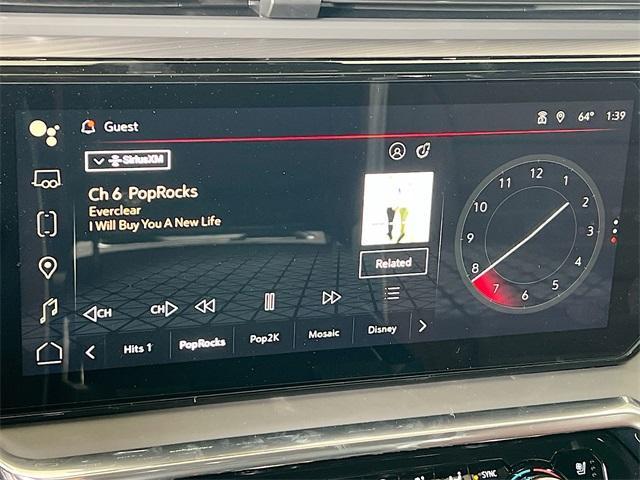 Guest
64° 1:39
SiriusXM
Ch 6 PopRocks
Everclear
I Will Buy You A New Life
Related
CH CH
Hits 1 PopRocks Pop2K Mosaic Disney
12
1
2
3
4
5
6
7
8
9
10
11
SYNC